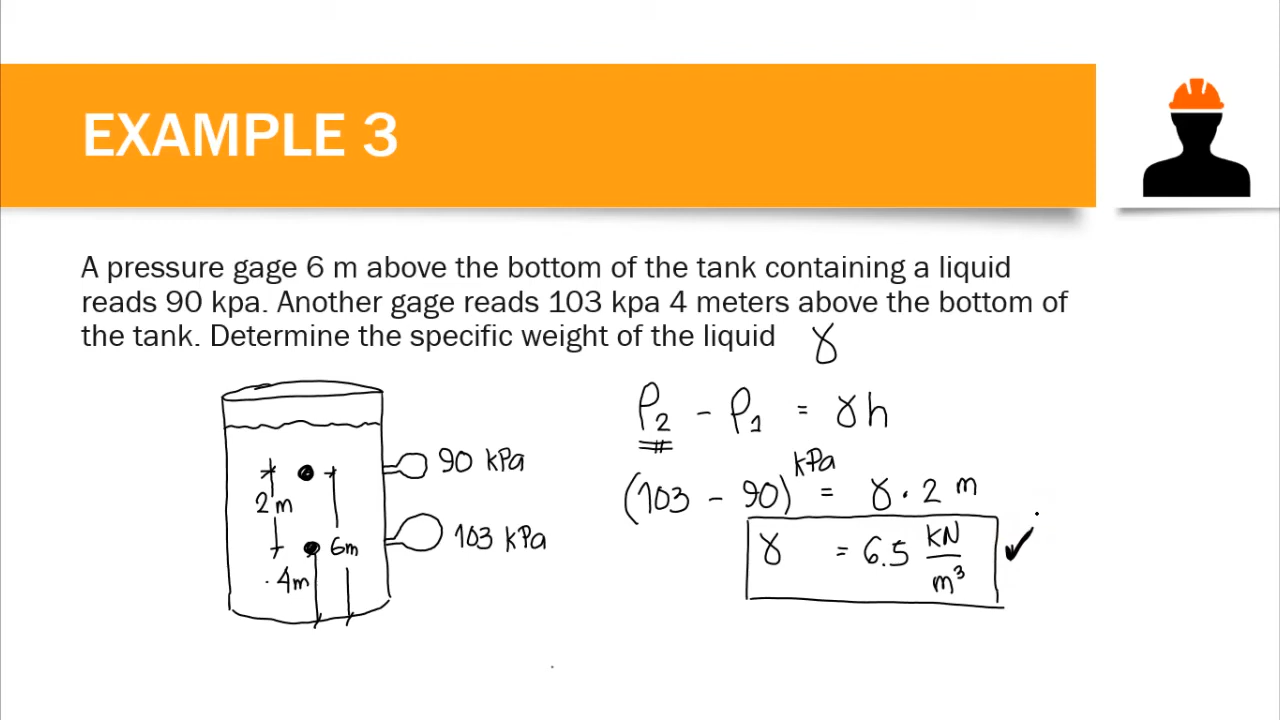 EXAMPLE 3
A pressure gage 6 m above the bottom of the tank containing a liquid
reads 90 kpa. Another gage reads 103 kpa 4 meters above the bottom of
the tank. Determine the specific weight of the liquid γ
90 kPa
2 m
103 kPa
6m
.4m
P2 - P1 = γh
(103 - 90) kPa = γ · 2 m
γ = 6.5 kN/m³